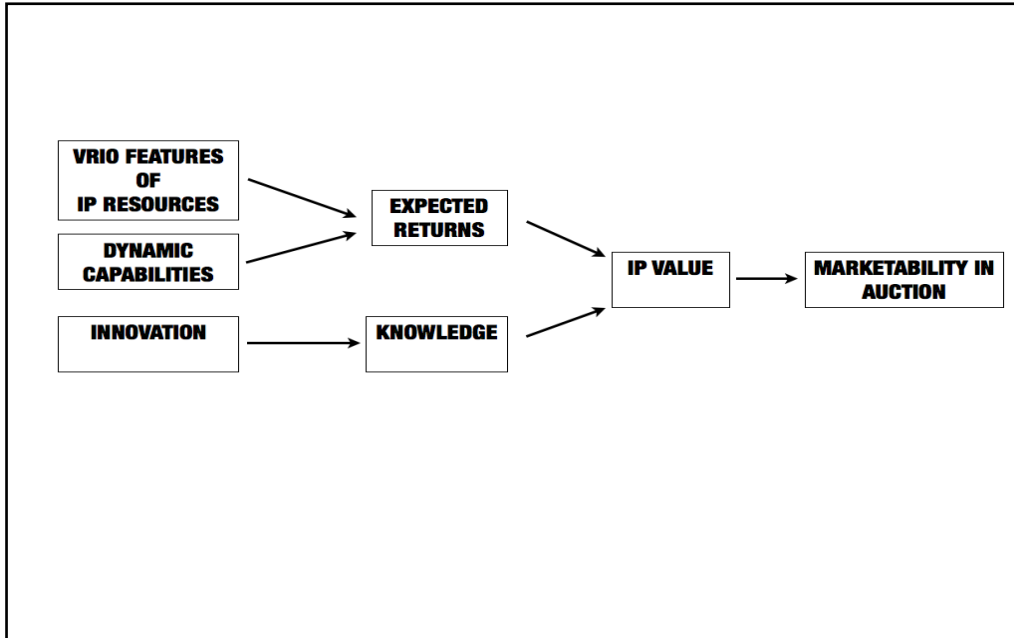 VRIO FEATURES
OF
IP RESOURCES
DYNAMIC
CAPABILITIES
INNOVATION
EXPECTED
RETURNS
KNOWLEDGE
IP VALUE
MARKETABILITY IN
AUCTION